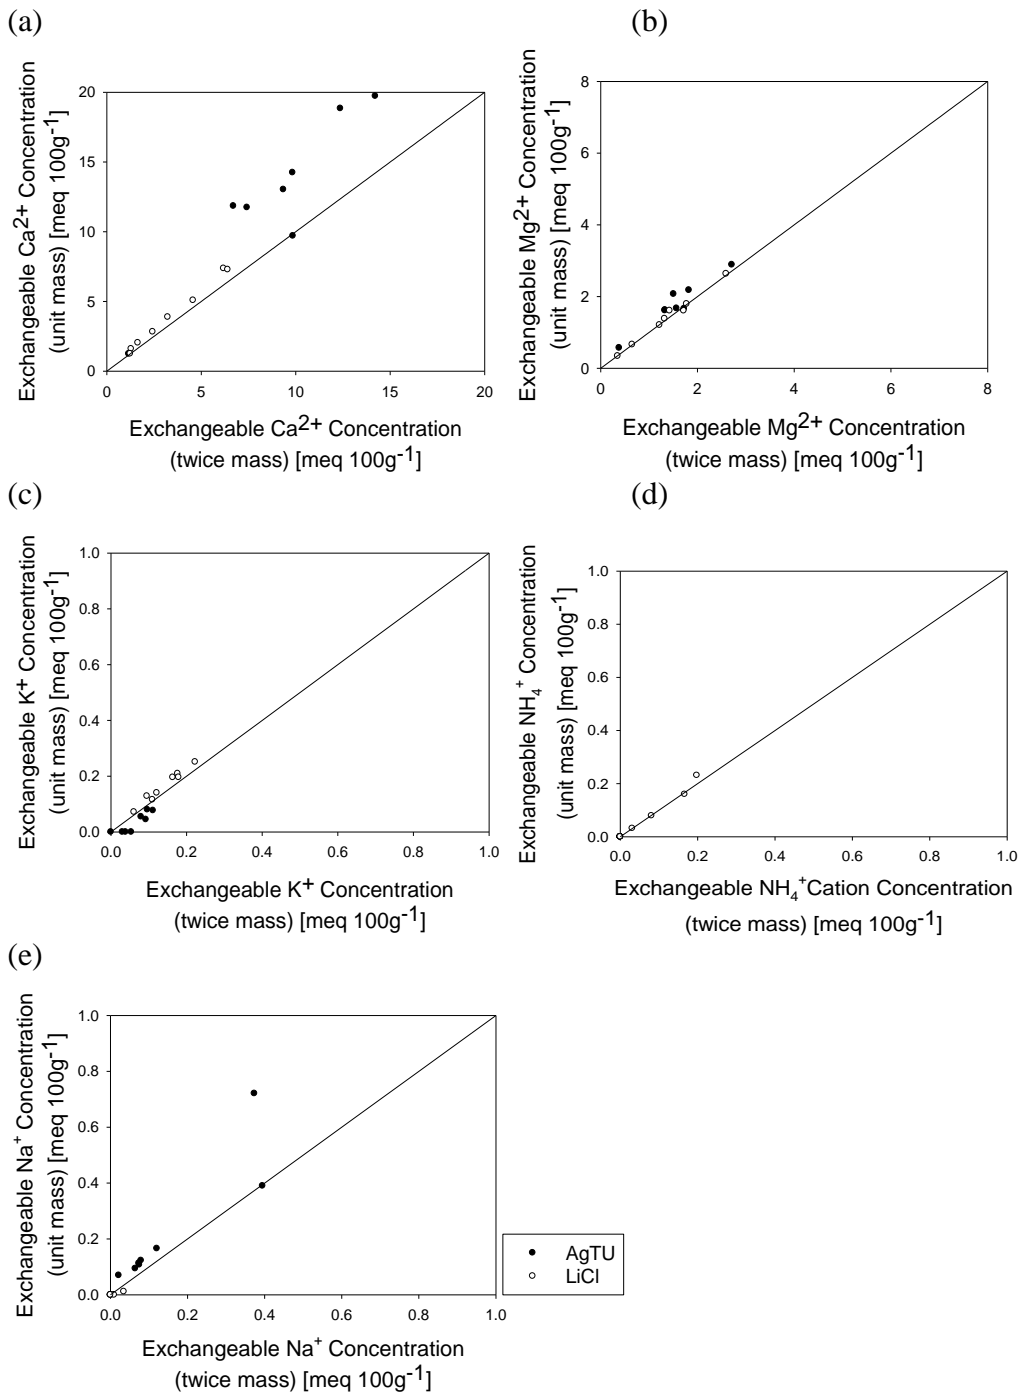 (a)
(b)
Exchangeable Ca2+ Concentration
(unit mass) [meq 100g-1]
20
15
10
5
0
0 5 10 15 20
Exchangeable Ca2+ Concentration
(twice mass) [meq 100g-1]
Exchangeable Mg2+ Concentration
(unit mass) [meq 100g-1]
8
6
4
2
0
0 2 4 6 8
Exchangeable Mg2+ Concentration
(twice mass) [meq 100g-1]
(c)
(d)
Exchangeable K+ Concentration
(unit mass) [meq 100g-1]
1.0
0.8
0.6
0.4
0.2
0.0
0.0 0.2 0.4 0.6 0.8 1.0
Exchangeable K+ Concentration
(twice mass) [meq 100g-1]
Exchangeable NH4+ Concentration
(unit mass) [meq 100g-1]
1.0
0.8
0.6
0.4
0.2
0.0
0.0 0.2 0.4 0.6 0.8 1.0
Exchangeable NH4+Cation Concentration
(twice mass) [meq 100g-1]
(e)
Exchangeable Na+ Concentration
(unit mass) [meq 100g-1]
1.0
0.8
0.6
0.4
0.2
0.0
0.0 0.2 0.4 0.6 0.8 1.0
Exchangeable Na+ Concentration
(twice mass) [meq 100g-1]
AgTU
LiCl